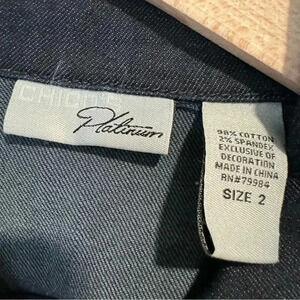 CHICO'S
Platinum
98% COTTON
2% SPANDEX
EXCLUSIVE OF
DECORATION
MADE IN CHINA
RN#79984
SIZE 2